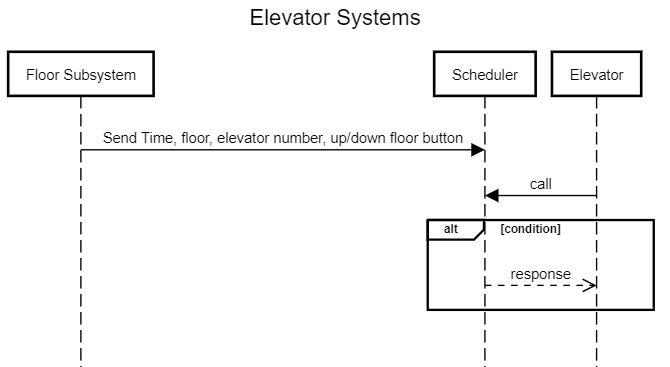 Elevator Systems
Floor Subsystem
Scheduler
Elevator
Send Time, floor, elevator number, up/down floor button
call
alt
[condition]
response